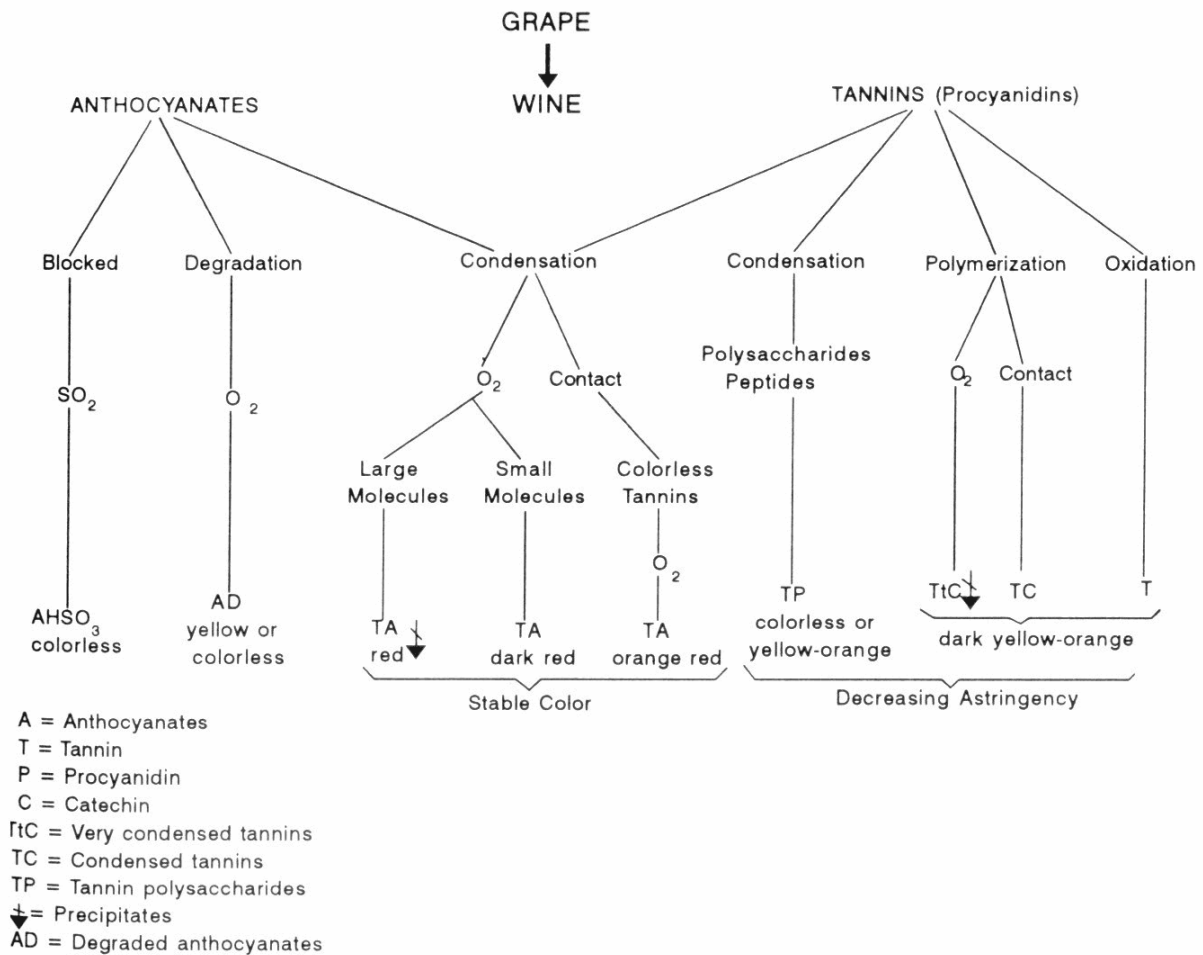 GRAPE
WINE
ANTHOCYANATES
TANNINS (Procyanidins)
Blocked
Degradation
Condensation
Condensation
Polymerization
Oxidation
SO2
O2
O2
Contact
Polysaccharides
Peptides
O2
Contact
Large
Molecules
Small
Molecules
Colorless
Tannins
O2
AHSO3
colorless
AD
yellow or
colorless
TA
red
TA
dark red
TA
orange red
Stable Color
TP
colorless or
yellow-orange
TtC
TC
T
dark yellow-orange
Decreasing Astringency
A = Anthocyanates
T = Tannin
P = Procyanidin
C = Catechin
TtC = Very condensed tannins
TC = Condensed tannins
TP = Tannin polysaccharides
= Precipitates
AD = Degraded anthocyanates